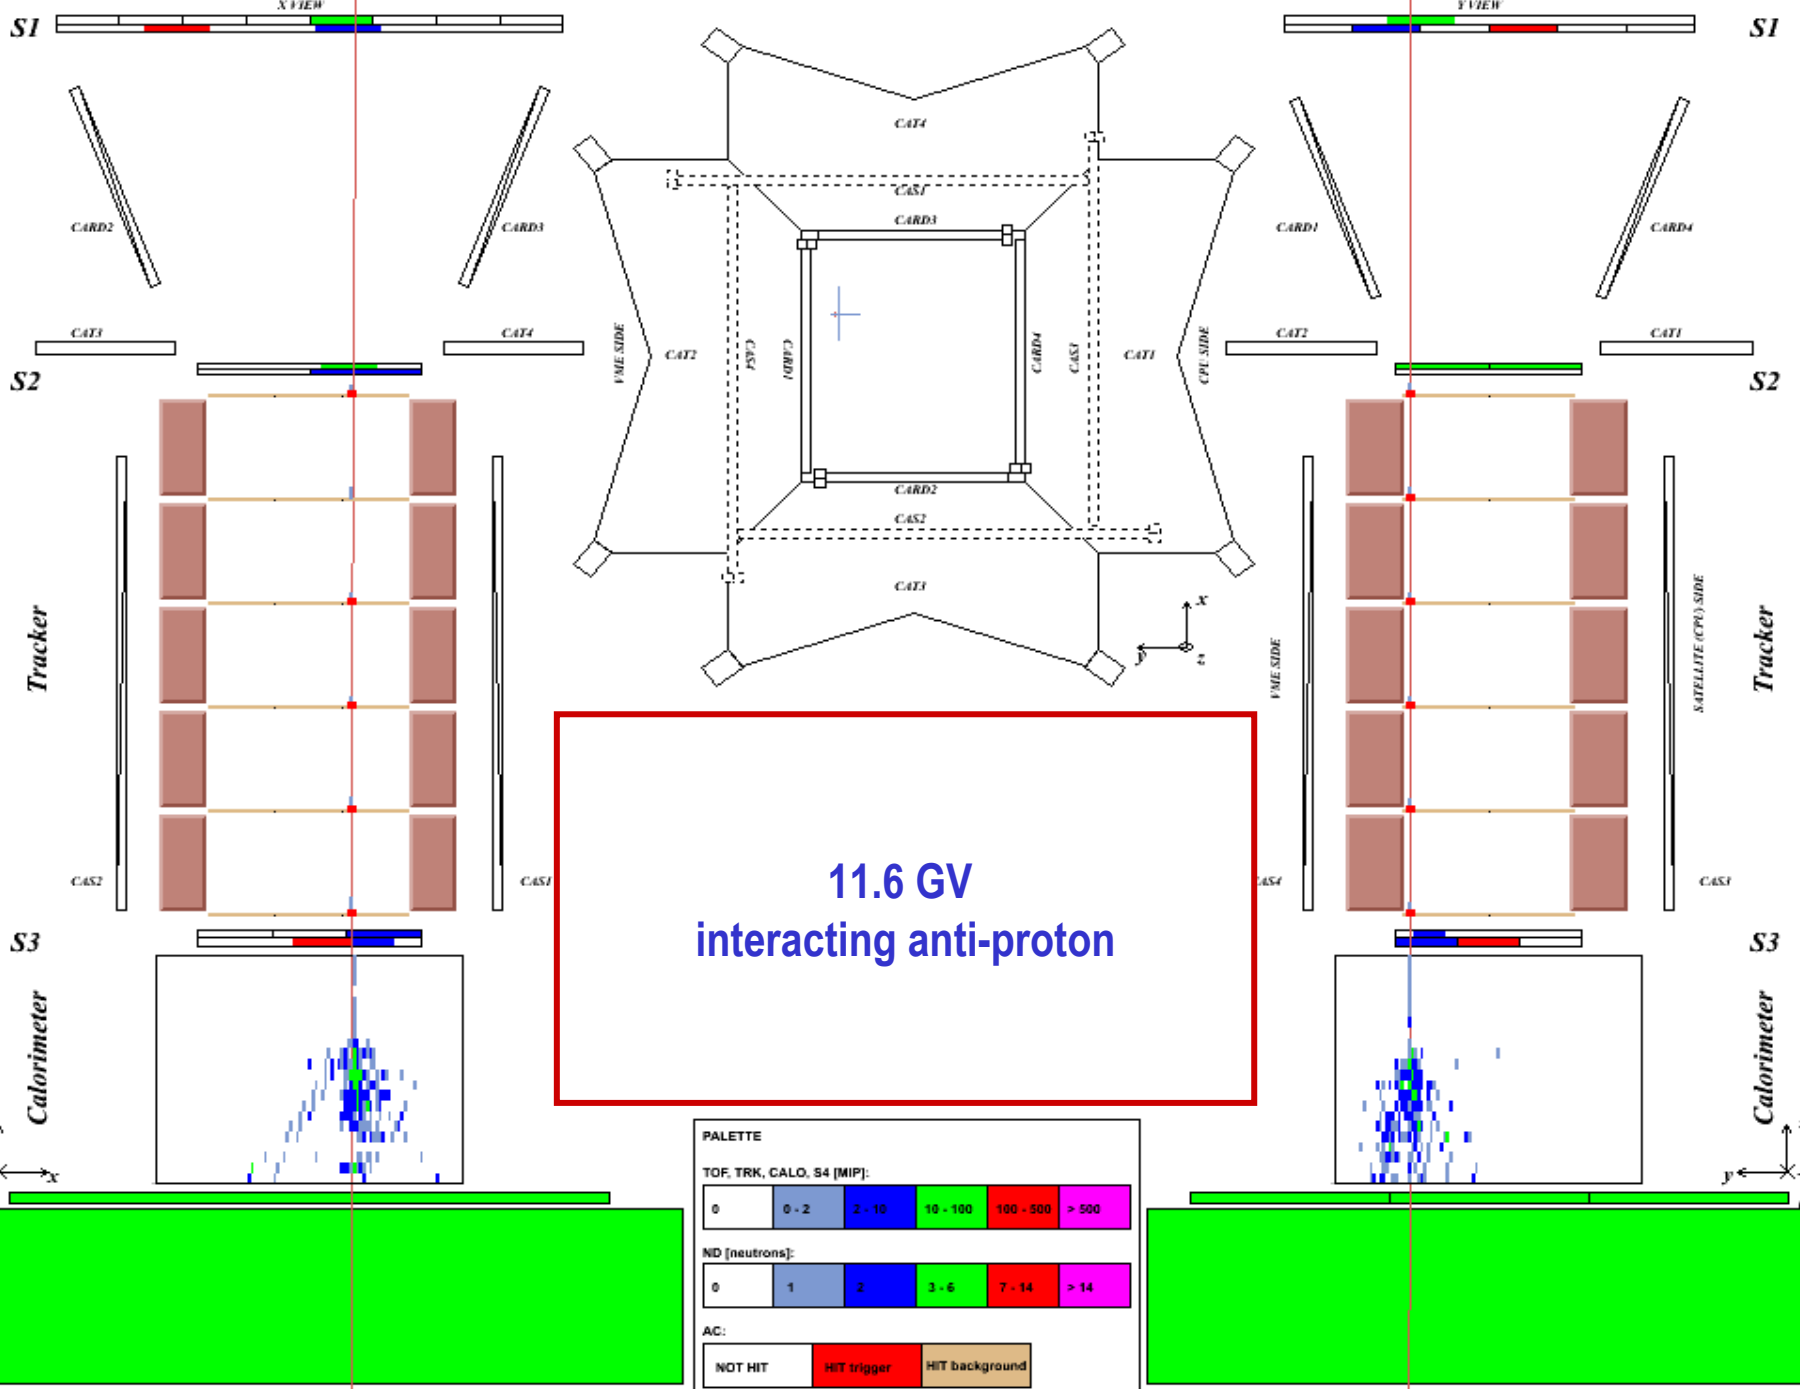 X VIEW
Y VIEW
S1
S1
CAT4
CARD2
CARD3
CAS1
CARD3
CARD1
CARD4
CAT3
CAT4
VME SIDE
CAT2
CAS4
CARD1
CARD4
CAS3
CAT1
CPU SIDE
CAT2
CAT1
S2
S2
CARD2
CAS2
CAT3
x
y
z
Tracker
VME SIDE
SATELLITE (CPU) SIDE
Tracker
CAS2
CAS1
11.6 GV
interacting anti-proton
CAS4
CAS3
S3
S3
Calorimeter
Calorimeter
x
y
PALETTE
TOF, TRK, CALO, S4 [MIP]:
0 0 - 2 2 - 10 10 - 100 100 - 500 > 500
ND [neutrons]:
0 1 2 3 - 6 7 - 14 > 14
AC:
NOT HIT HIT trigger HIT background